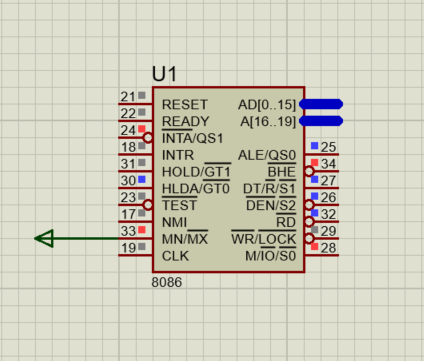 U1
21 RESET AD[0..15]
22 READY A[16..19]
24 INTA/QS1
18 INTR ALE/QS0 25
31 HOLD/GT1 BHE 34
30 HLDA/GT0 DT/R/S1 27
23 TEST DEN/S2 26
17 NMI RD 32
33 MN/MX WR/LOCK 29
19 CLK M/IO/S0 28
8086